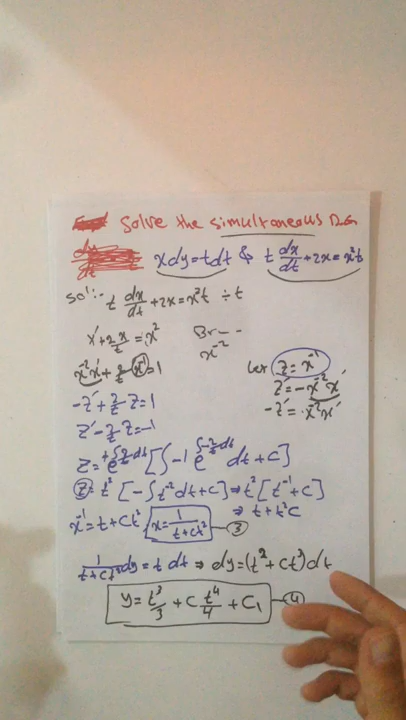 Solve the simultaneous D.E
x dy = t dt & t dx/dt + 2x = x²t
Sol:- t dx/dt + 2x = x²t ÷ t
x' + 2x/t = x²
Br--
x⁻²
x⁻²x' + 2/t x⁻¹ = 1
Let z = x⁻¹
z' = -x⁻²x'
-z' = x⁻²x'
-z' + 2/t z = 1
z' - 2/t z = -1
z = e^(+∫2/t dt) [∫-1 e^(∫-2/t dt) dt + c]
z = t² [-∫t⁻² dt + c] ⇒ t² [t⁻¹ + c]
⇒ t + t²c
x⁻¹ = t + ct², x = 1/(t + ct²) 3
1/(t + ct²) dy = t dt ⇒ dy = (t² + ct³) dt
y = t³/3 + c t⁴/4 + c₁ 4